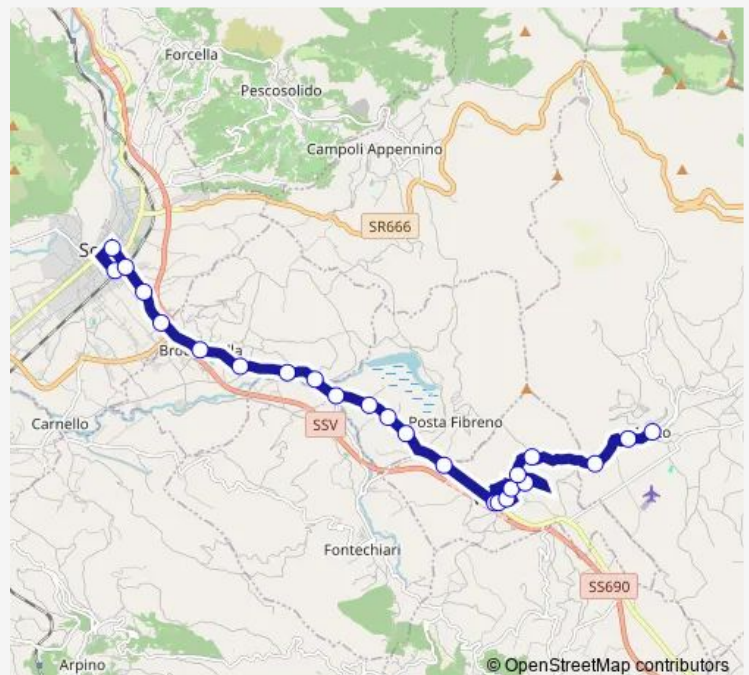 Forcella
Pescosolido
Campoli Appennino
SR666
Carnello
SSV
Posta Fibreno
Fontechiari
SS690
Arpino
© OpenStreetMap contributors